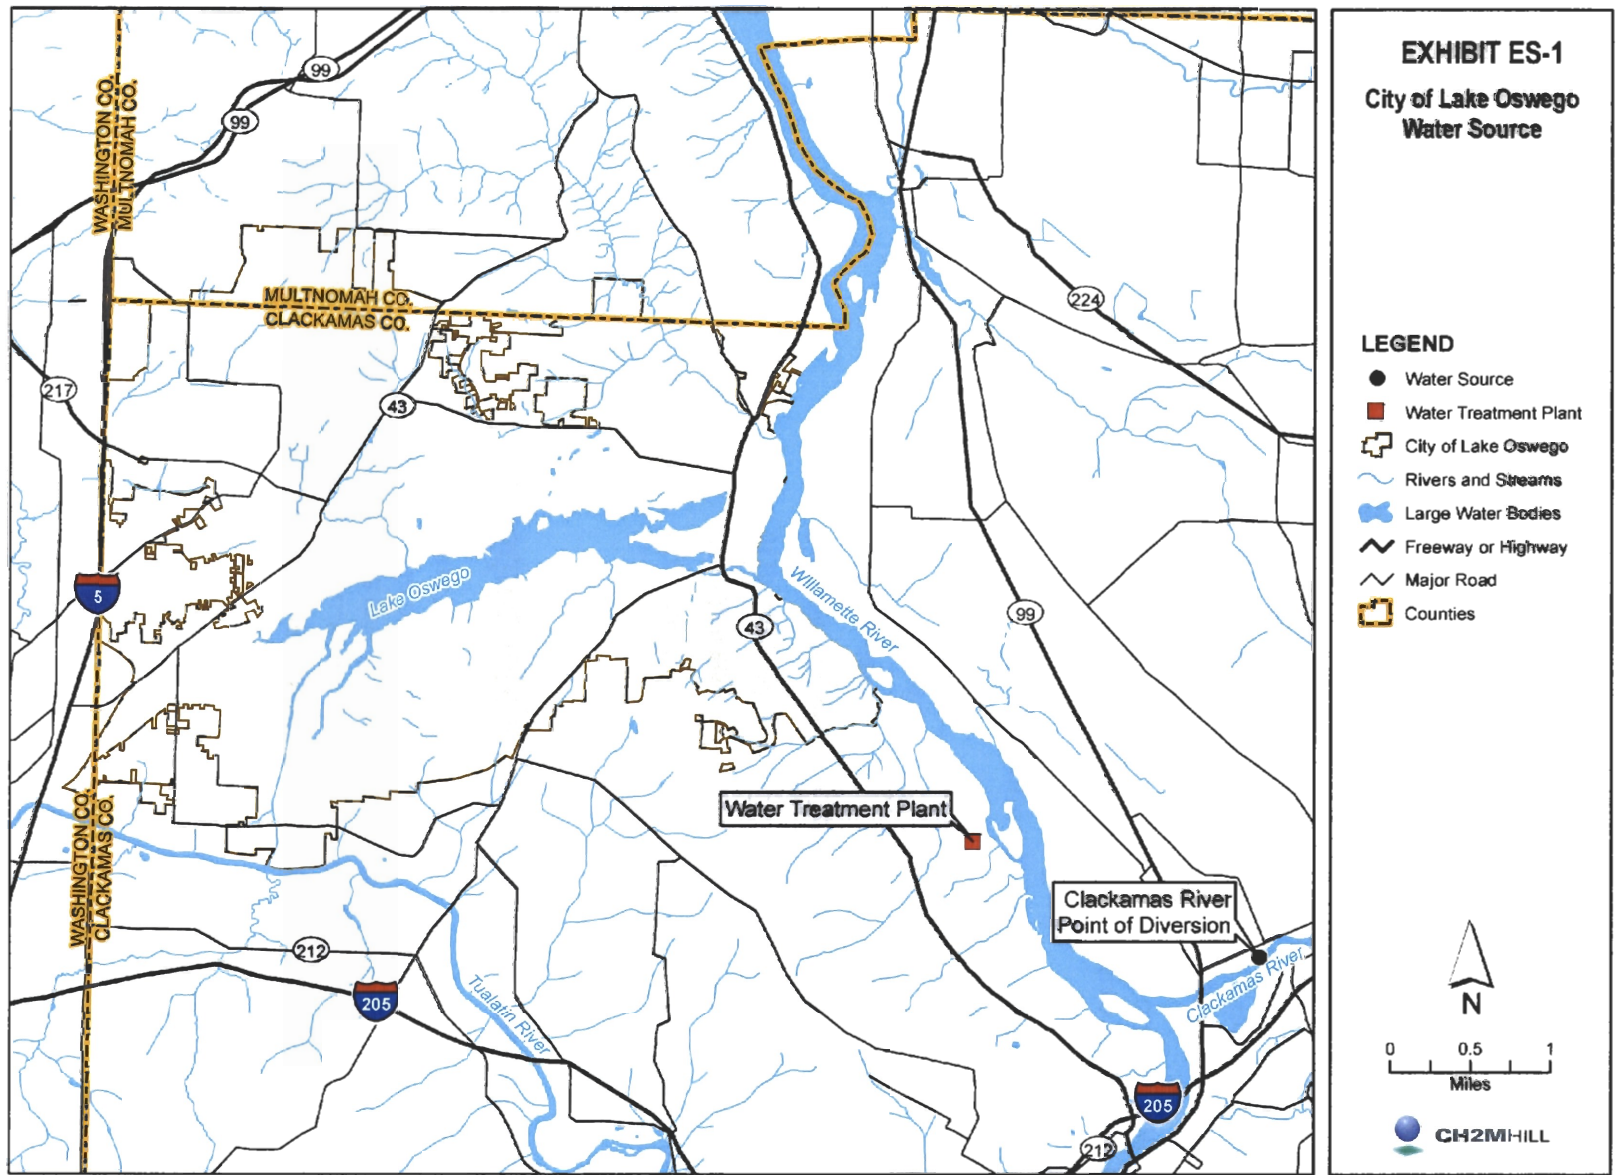 EXHIBIT ES-1
City of Lake Oswego
Water Source
LEGEND
Water Source
Water Treatment Plant
City of Lake Oswego
Rivers and Streams
Large Water Bodies
Freeway or Highway
Major Road
Counties
N
0 0.5 1
Miles
CH2MHILL
WASHINGTON CO.
MULTNOMAH CO.
99
99
MULTNOMAH CO.
CLACKAMAS CO.
224
217
43
5
Lake Oswego
Willamette River
43
99
Water Treatment Plant
Clackamas River
Point of Diversion
WASHINGTON CO.
CLACKAMAS CO.
212
205
Tualatin River
Clackamas River
205
212